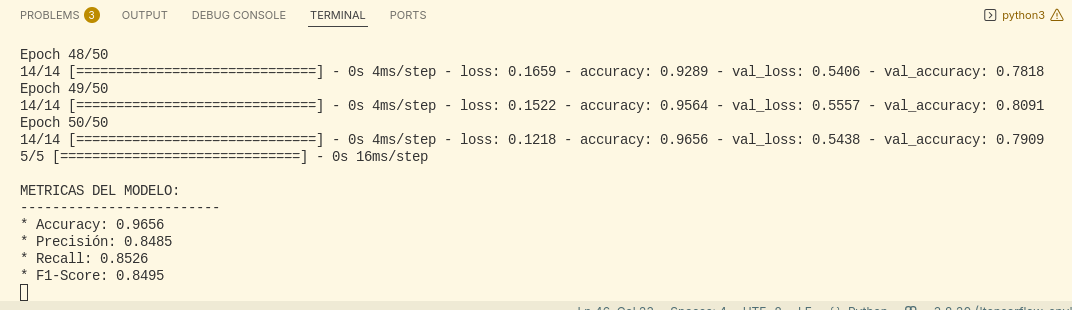 PROBLEMS 3 OUTPUT DEBUG CONSOLE TERMINAL PORTS python3
Epoch 48/50
14/14 [==============================] - 0s 4ms/step - loss: 0.1659 - accuracy: 0.9289 - val_loss: 0.5406 - val_accuracy: 0.7818
Epoch 49/50
14/14 [==============================] - 0s 4ms/step - loss: 0.1522 - accuracy: 0.9564 - val_loss: 0.5557 - val_accuracy: 0.8091
Epoch 50/50
14/14 [==============================] - 0s 4ms/step - loss: 0.1218 - accuracy: 0.9656 - val_loss: 0.5438 - val_accuracy: 0.7909
5/5 [==============================] - 0s 16ms/step
METRICAS DEL MODELO:
-------------------------
* Accuracy: 0.9656
* Precisión: 0.8485
* Recall: 0.8526
* F1-Score: 0.8495